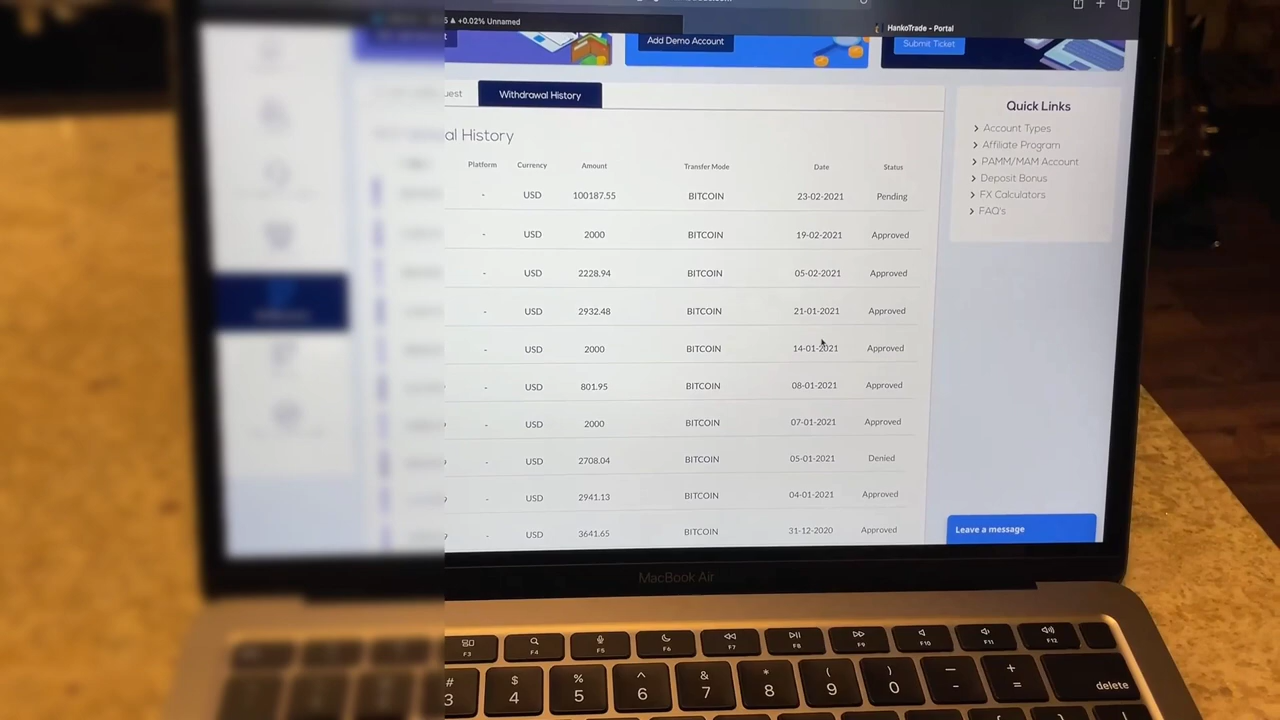 ▲ +0.02% Unnamed
HankoTrade - Portal
Add Demo Account
Submit Ticket
Withdrawal History
Quick Links
al History
Account Types
Affiliate Program
PAMM/MAM Account
Deposit Bonus
FX Calculators
FAQ's
Platform Currency Amount Transfer Mode Date Status
- USD 100187.55 BITCOIN 23-02-2021 Pending
- USD 2000 BITCOIN 19-02-2021 Approved
- USD 2228.94 BITCOIN 05-02-2021 Approved
- USD 2932.48 BITCOIN 21-01-2021 Approved
- USD 2000 BITCOIN 14-01-2021 Approved
- USD 801.95 BITCOIN 08-01-2021 Approved
- USD 2000 BITCOIN 07-01-2021 Approved
- USD 2708.04 BITCOIN 05-01-2021 Denied
- USD 2941.13 BITCOIN 04-01-2021 Approved
- USD 3641.65 BITCOIN 31-12-2020 Approved
Leave a message
MacBook Air
F3 F4 F5 F6 F7 F8 F9 F10 F11 F12
# $ % ^ & * ( ) — +
3 4 5 6 7 8 9 0 - = delete